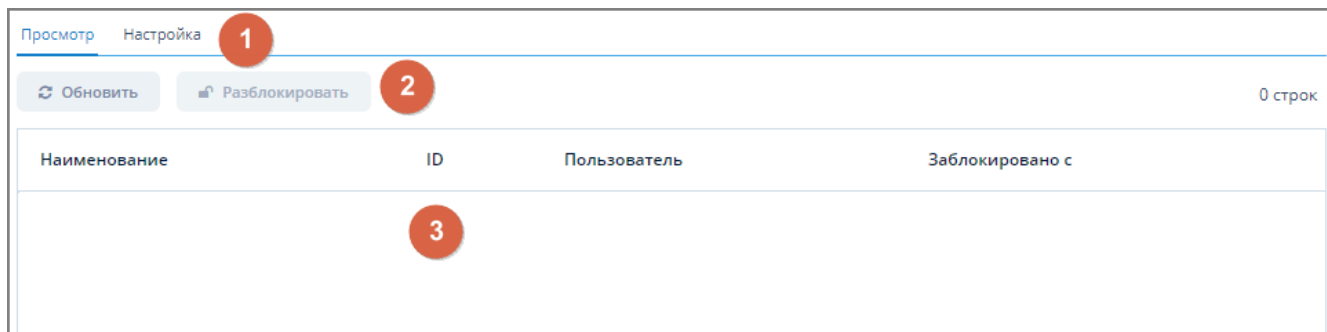 Просмотр Настройка 1
Обновить Разблокировать 2 0 строк
Наименование ID Пользователь Заблокировано с
3